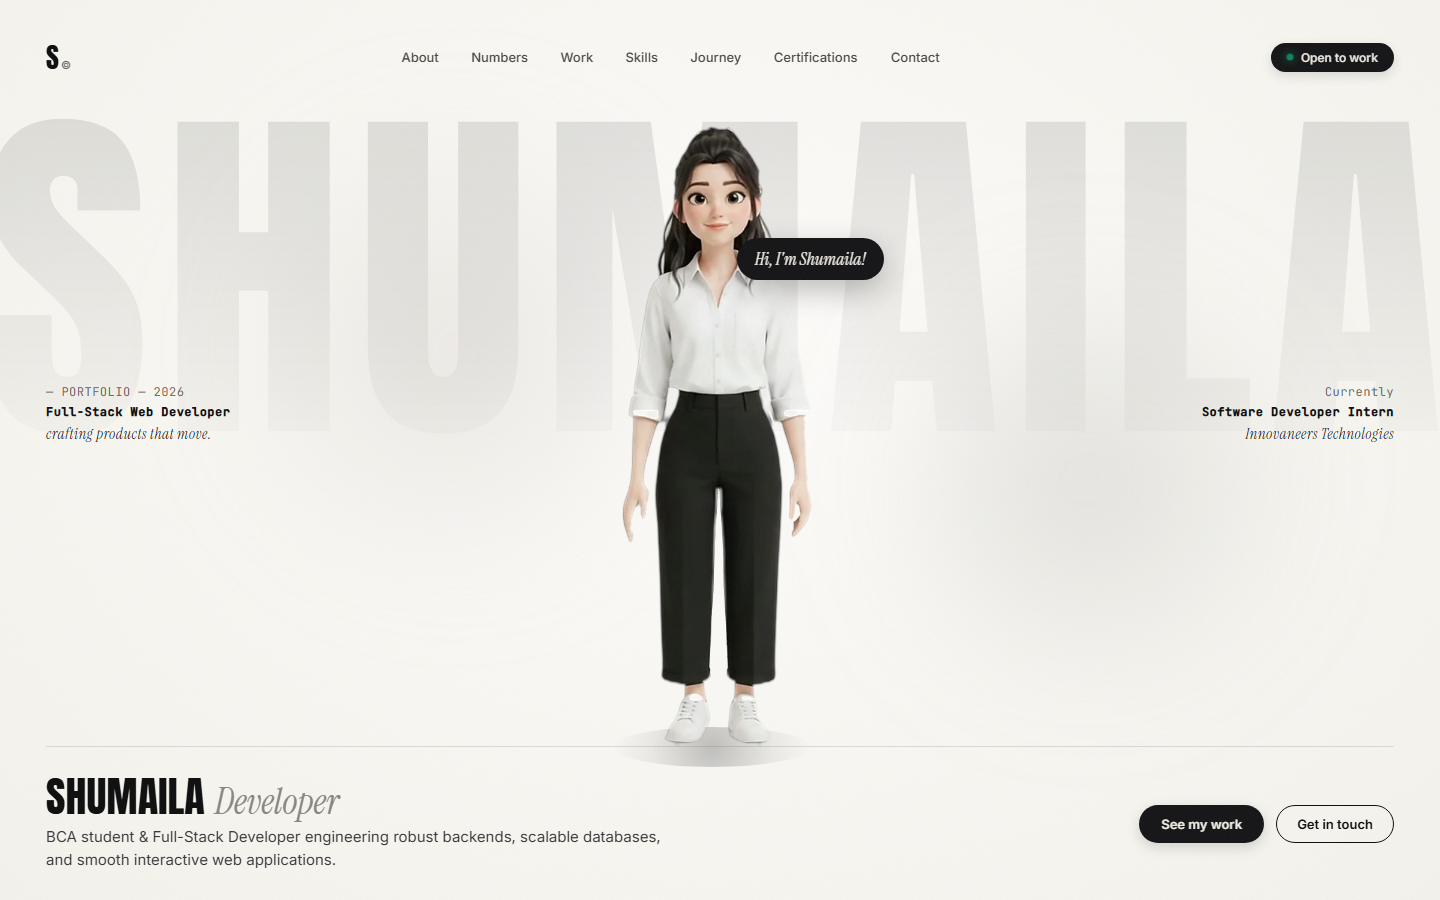 S ©
About Numbers Work Skills Journey Certifications Contact
Open to work
SHUMAILA
Hi, I'm Shumaila!
— PORTFOLIO — 2026
Full-Stack Web Developer
crafting products that move.
Currently
Software Developer Intern
Innovaneers Technologies
SHUMAILA Developer
BCA student & Full-Stack Developer engineering robust backends, scalable databases,
and smooth interactive web applications.
See my work
Get in touch